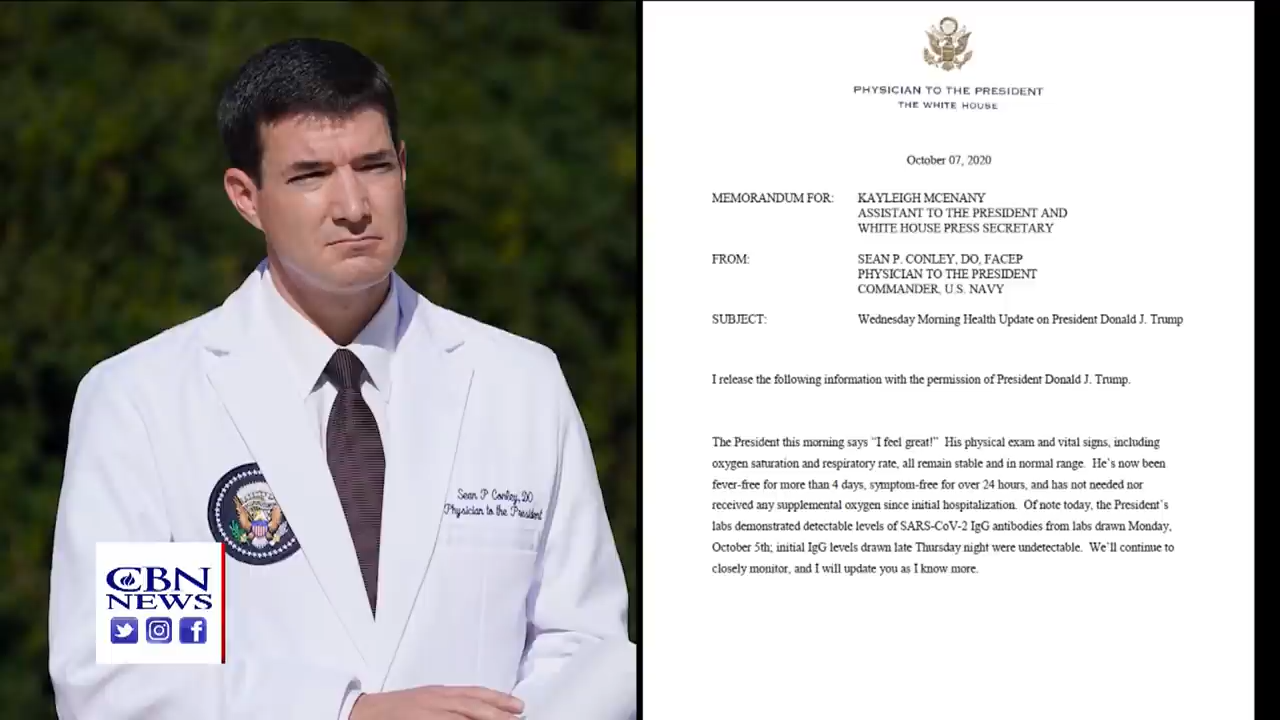 Sean P Conley, DO
Physician to the President
CBN
NEWS
PHYSICIAN TO THE PRESIDENT
THE WHITE HOUSE
October 07, 2020
MEMORANDUM FOR: KAYLEIGH MCENANY
ASSISTANT TO THE PRESIDENT AND
WHITE HOUSE PRESS SECRETARY
FROM: SEAN P. CONLEY, DO, FACEP
PHYSICIAN TO THE PRESIDENT
COMMANDER, U.S. NAVY
SUBJECT: Wednesday Morning Health Update on President Donald J. Trump
I release the following information with the permission of President Donald J. Trump.
The President this morning says “I feel great!” His physical exam and vital signs, including
oxygen saturation and respiratory rate, all remain stable and in normal range. He’s now been
fever-free for more than 4 days, symptom-free for over 24 hours, and has not needed nor
received any supplemental oxygen since initial hospitalization. Of note today, the President’s
labs demonstrated detectable levels of SARS-CoV-2 IgG antibodies from labs drawn Monday,
October 5th; initial IgG levels drawn late Thursday night were undetectable. We’ll continue to
closely monitor, and I will update you as I know more.